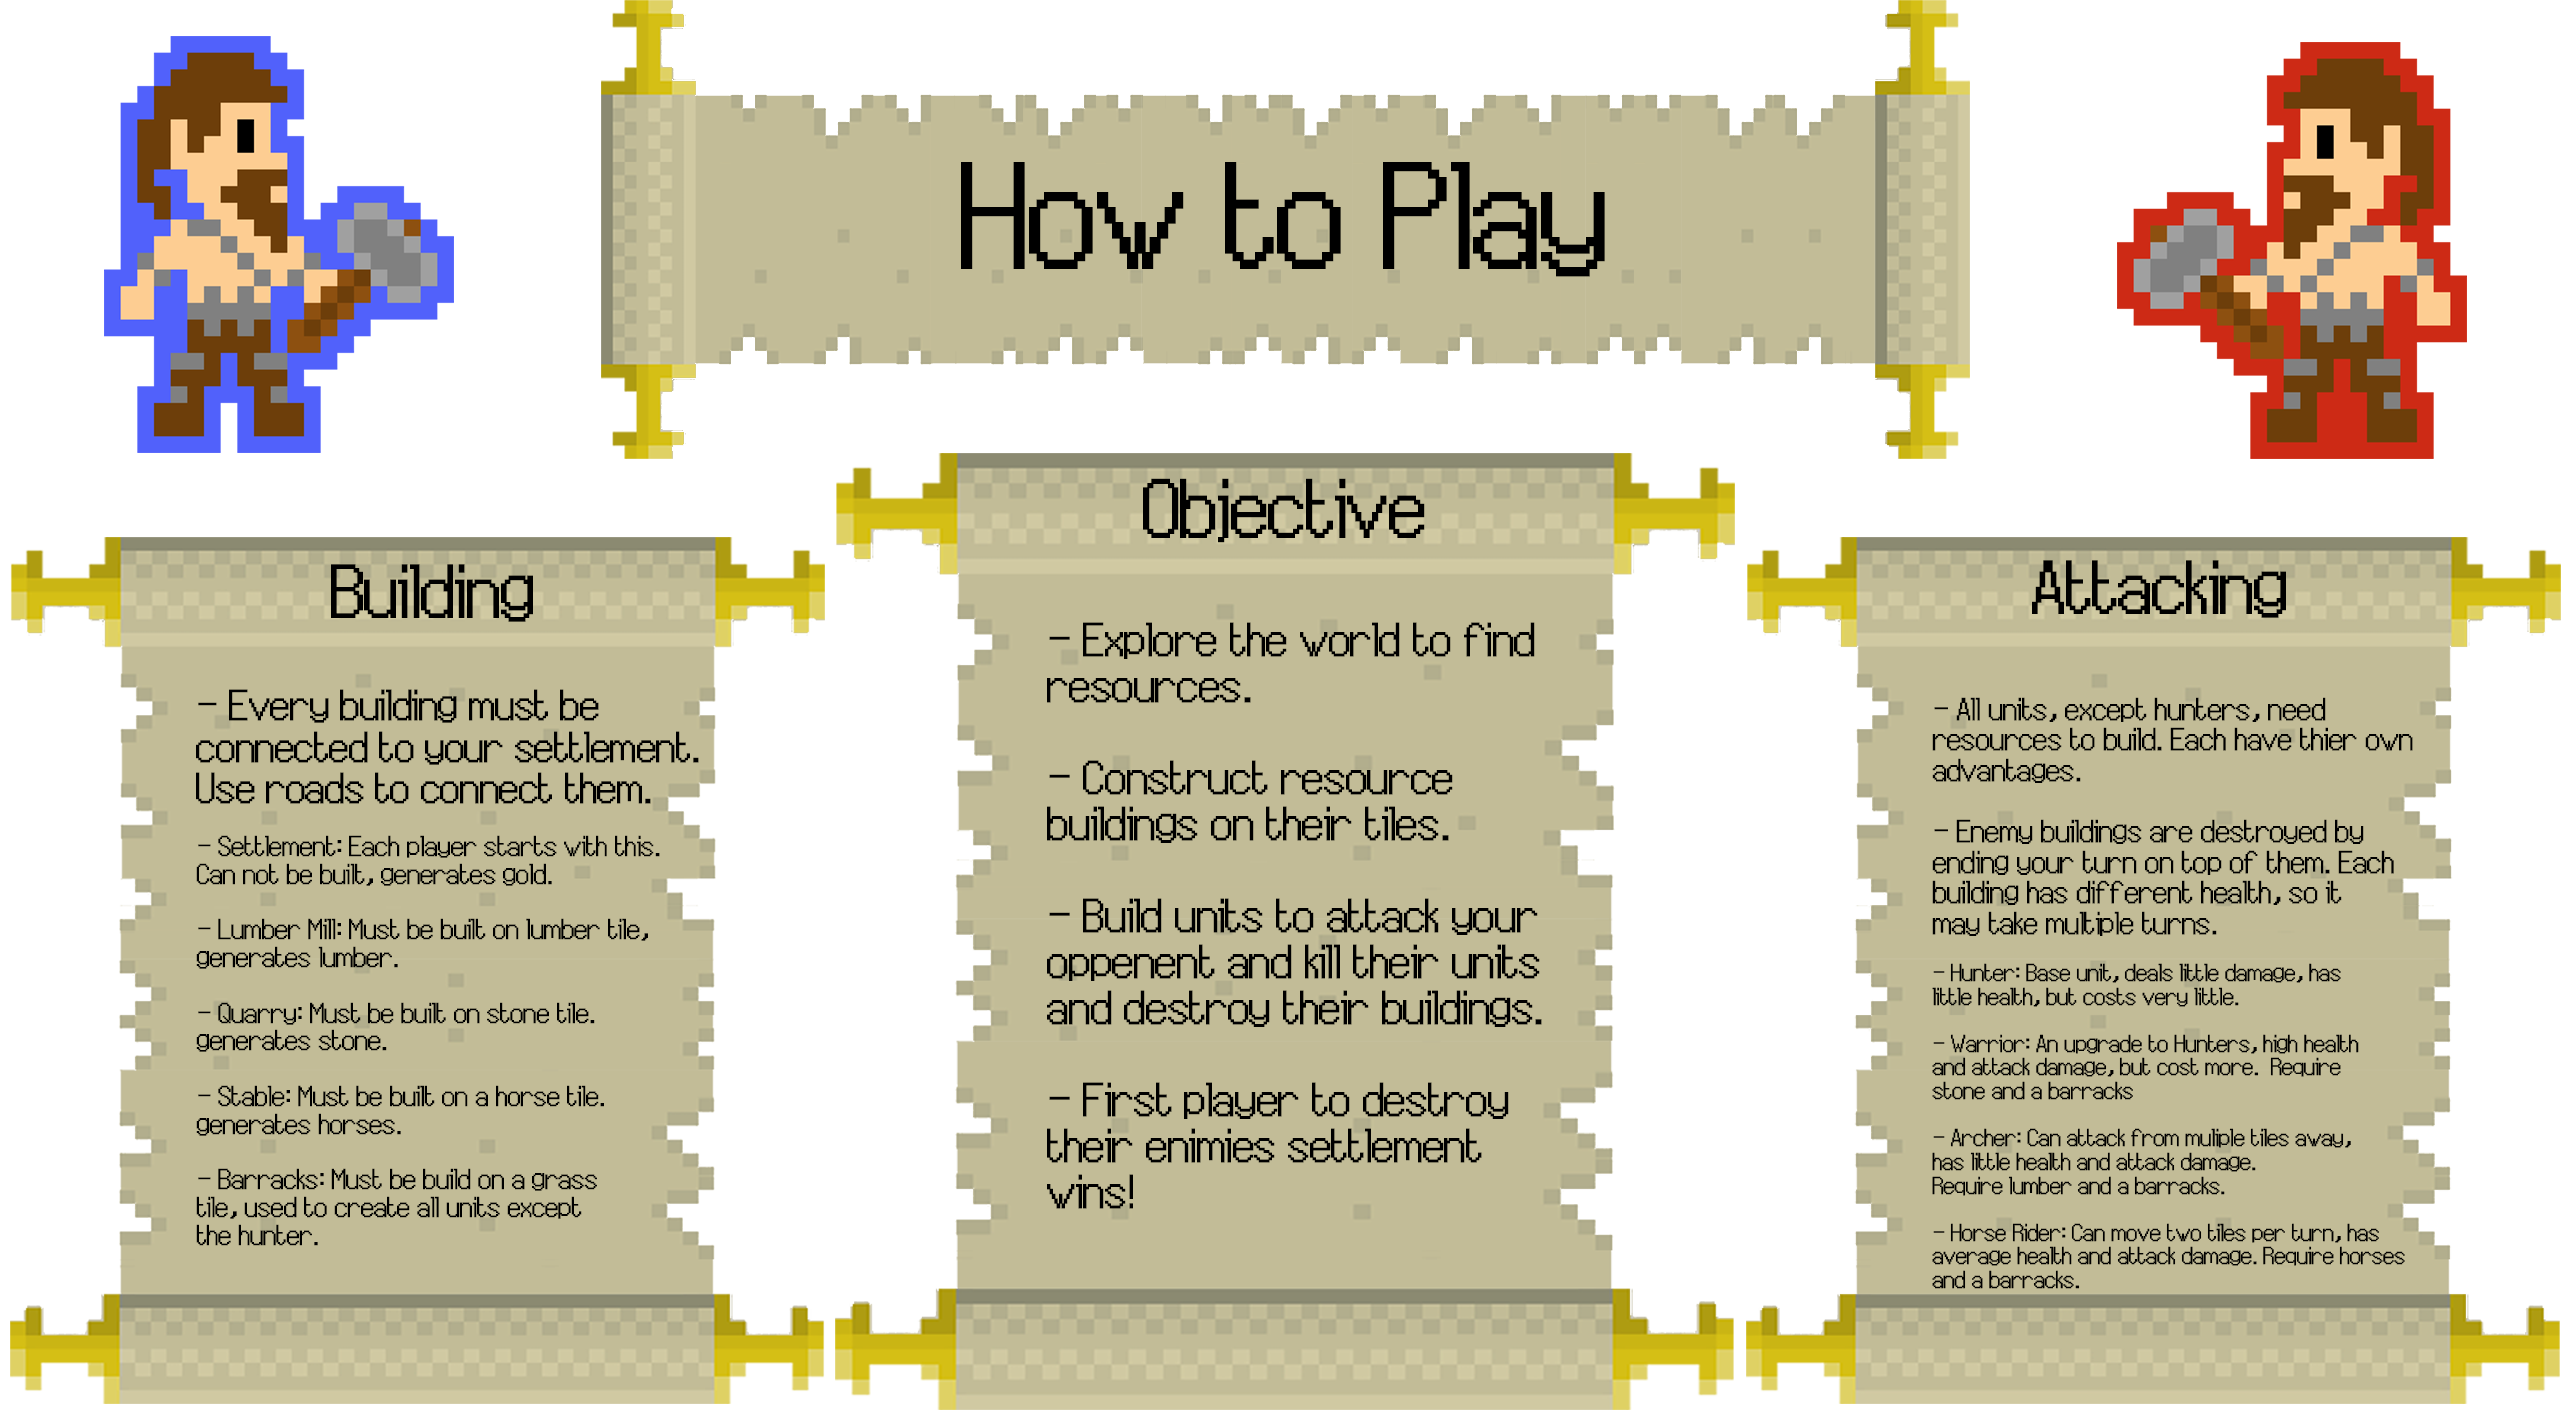 How to Play
Building
- Every building must be
connected to your settlement.
Use roads to connect them.
- Settlement: Each player starts with this.
Can not be built, generates gold.
- Lumber Mill: Must be built on lumber tile,
generates lumber.
- Quarry: Must be built on stone tile.
generates stone.
- Stable: Must be built on a horse tile.
generates horses.
- Barracks: Must be build on a grass
tile, used to create all units except
the hunter.
Objective
- Explore the world to find
resources.
- Construct resource
buildings on their tiles.
- Build units to attack your
oppenent and kill their units
and destroy their buildings.
- First player to destroy
their enimies settlement
wins!
Attacking
- All units, except hunters, need
resources to build. Each have thier own
advantages.
- Enemy buildings are destroyed by
ending your turn on top of them. Each
building has different health, so it
may take multiple turns.
- Hunter: Base unit, deals little damage, has
little health, but costs very little.
- Warrior: An upgrade to Hunters, high health
and attack damage, but cost more. Require
stone and a barracks
- Archer: Can attack from muliple tiles away,
has little health and attack damage.
Require lumber and a barracks.
- Horse Rider: Can move two tiles per turn, has
average health and attack damage. Require horses
and a barracks.